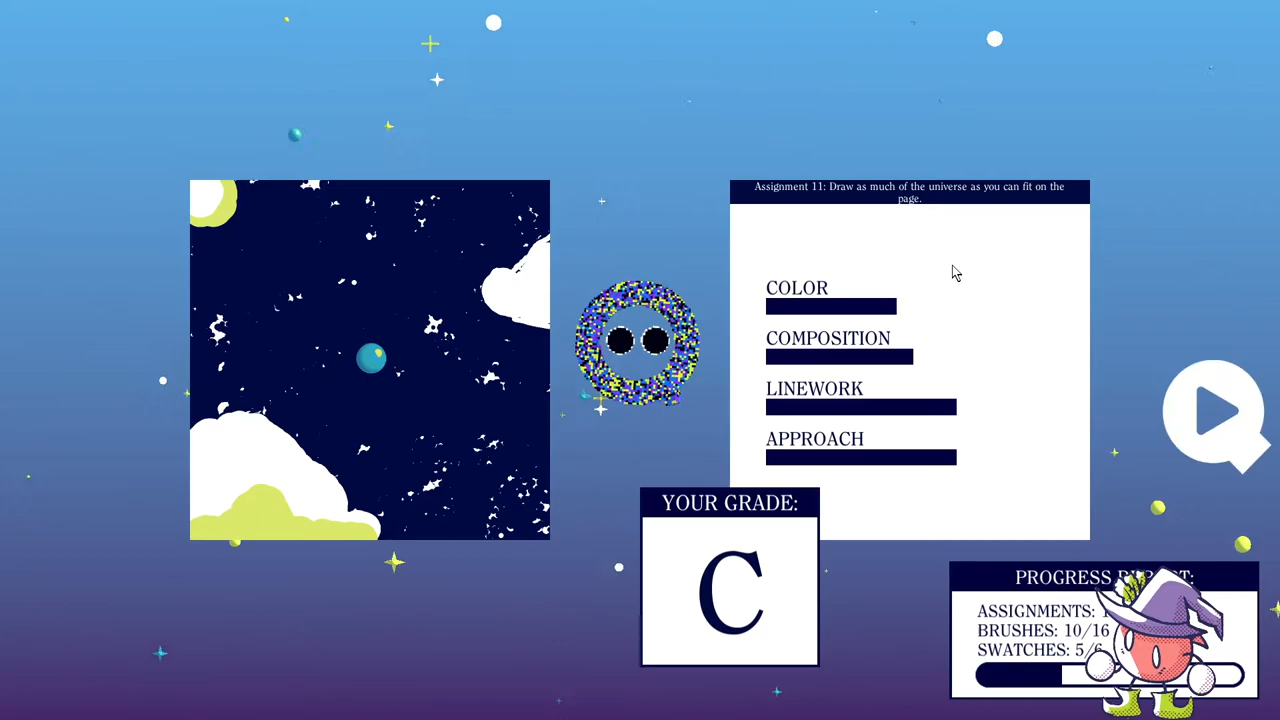 Assignment 11: Draw as much of the universe as you can fit on the
page.
COLOR
COMPOSITION
LINEWORK
APPROACH
YOUR GRADE:
C
PROGRESS
ASSIGNMENTS:
BRUSHES: 10/16
SWATCHES: 5/6